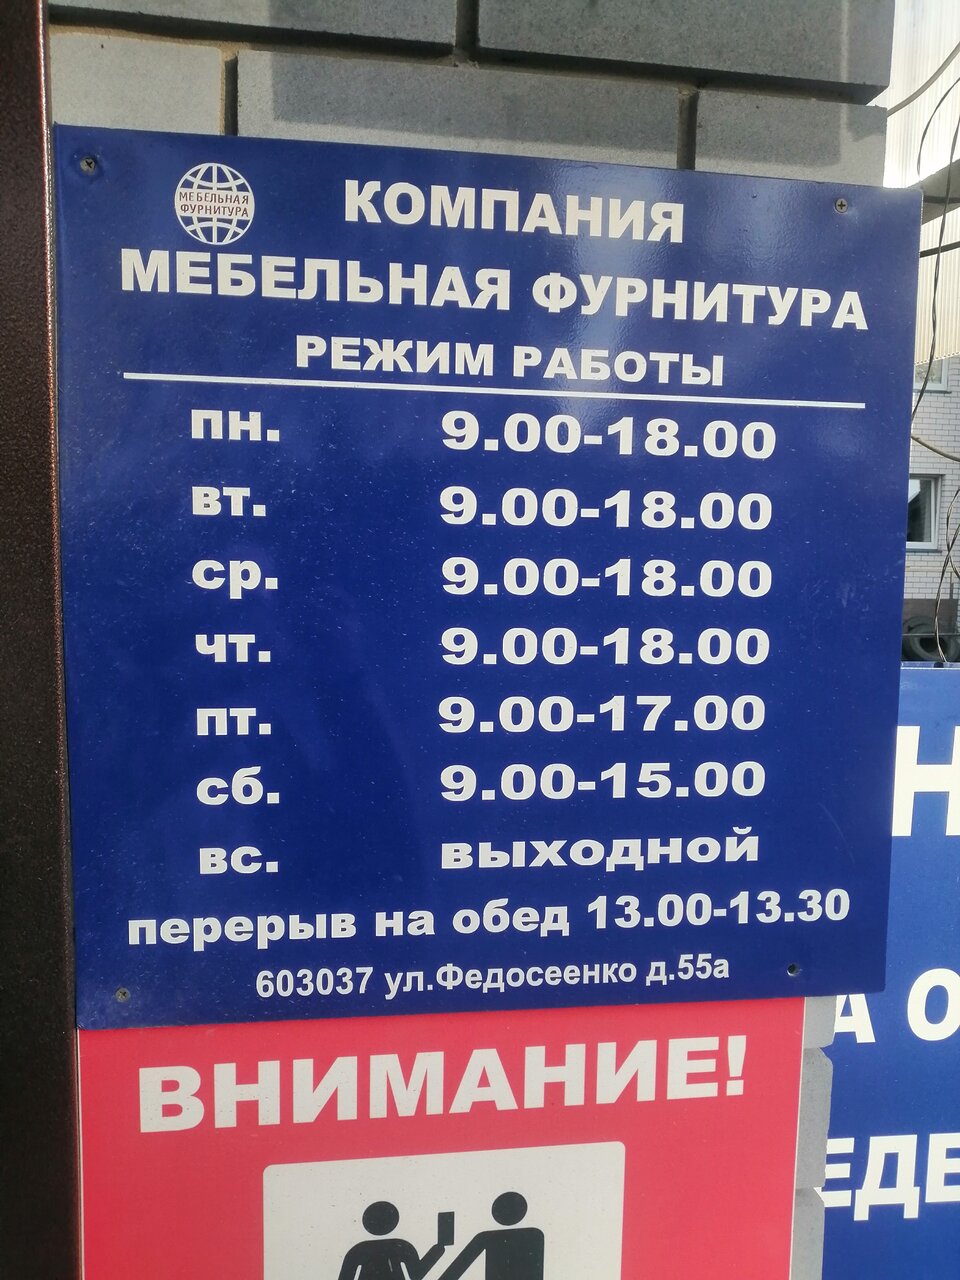 МЕБЕЛЬНАЯ
ФУРНИТУРА
КОМПАНИЯ
МЕБЕЛЬНАЯ ФУРНИТУРА
РЕЖИМ РАБОТЫ
пн. 9.00-18.00
вт. 9.00-18.00
ср. 9.00-18.00
чт. 9.00-18.00
пт. 9.00-17.00
сб. 9.00-15.00
вс. выходной
перерыв на обед 13.00-13.30
603037 ул.Федосеенко д.55а
ВНИМАНИЕ!